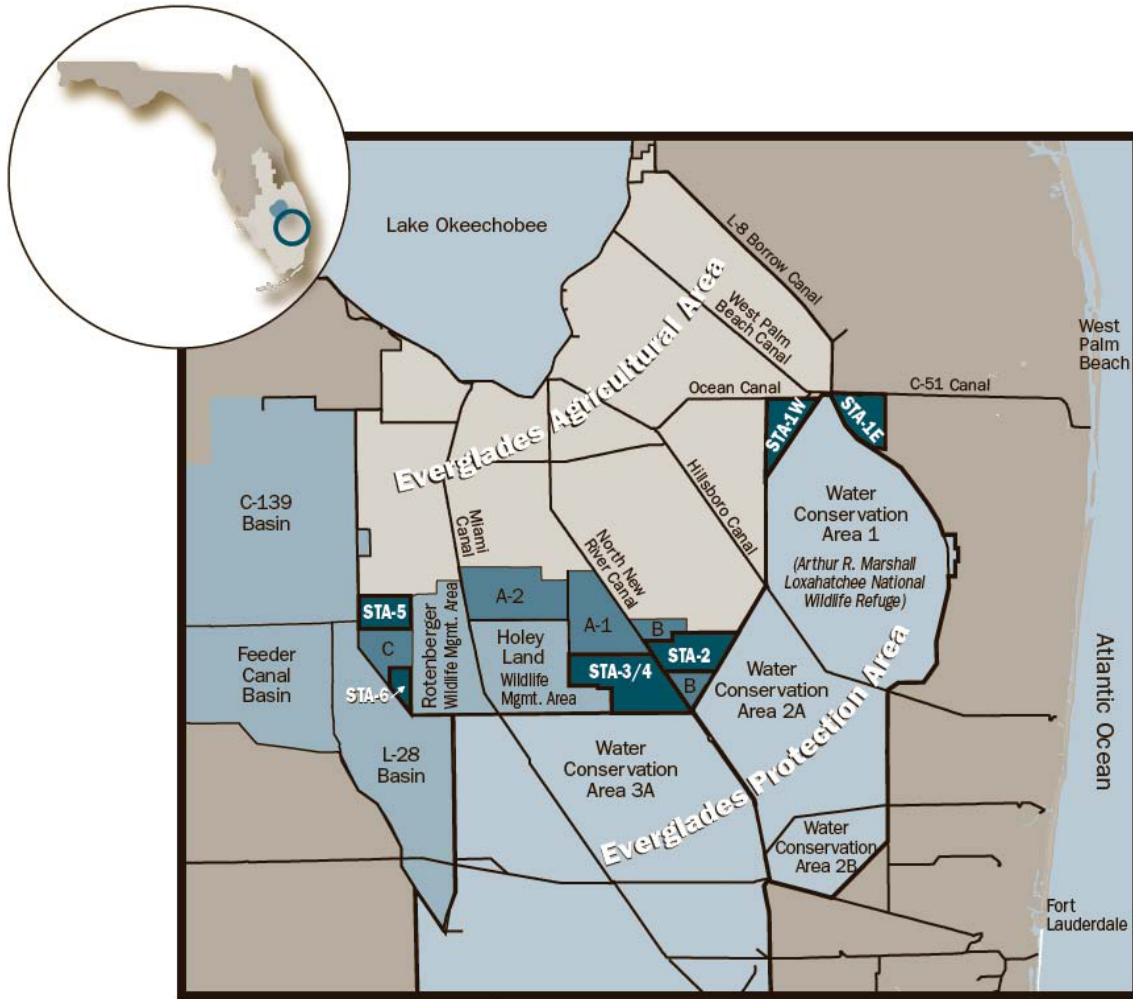 Lake Okeechobee
L-8 Borrow Canal
West Palm
Beach Canal
West
Palm
Beach
Everglades Agricultural Area
Ocean Canal
C-51 Canal
STA-1W
STA-1E
C-139
Basin
Miami
Canal
North New
River Canal
Hillsboro Canal
Water
Conservation
Area 1
(Arthur R. Marshall
Loxahatchee National
Wildlife Refuge)
STA-5
C
STA-6
Rotenberger
Wildlife Mgmt. Area
A-2
A-1
Holey
Land
Wildlife
Mgmt. Area
B
STA-2
B
STA-3/4
Feeder
Canal
Basin
Water
Conservation
Area 2A
Atlantic Ocean
L-28
Basin
Water
Conservation
Area 3A
Everglades Protection Area
Water
Conservation
Area 2B
Fort
Lauderdale